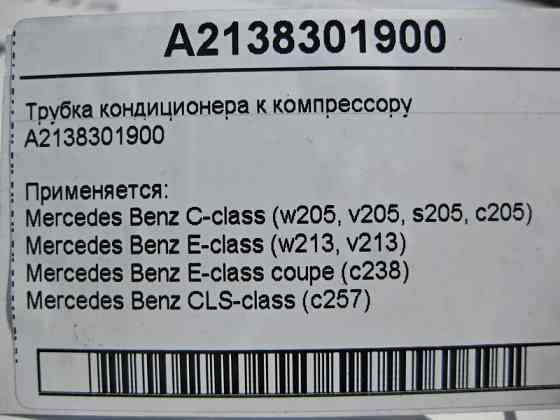 A2138301900
Трубка кондиционера к компрессору
A2138301900
Применяется:
Mercedes Benz C-class (w205, v205, s205, c205)
Mercedes Benz E-class (w213, v213)
Mercedes Benz E-class coupe (c238)
Mercedes Benz CLS-class (c257)